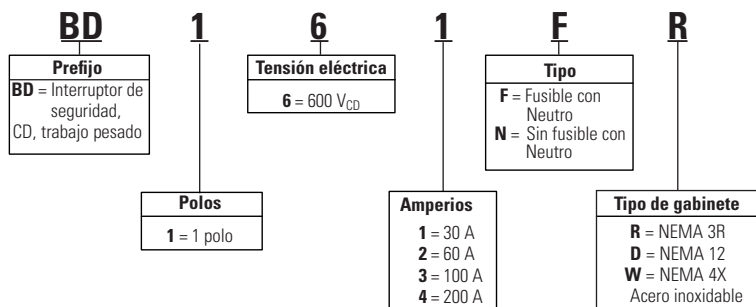 BD 1 6 1 F R
Prefijo
BD = Interruptor de
seguridad,
CD, trabajo pesado
Tensión eléctrica
6 = 600 VCD
Tipo
F = Fusible con
Neutro
N = Sin fusible con
Neutro
Polos
1 = 1 polo
Amperios
1 = 30 A
2 = 60 A
3 = 100 A
4 = 200 A
Tipo de gabinete
R = NEMA 3R
D = NEMA 12
W = NEMA 4X
Acero inoxidable